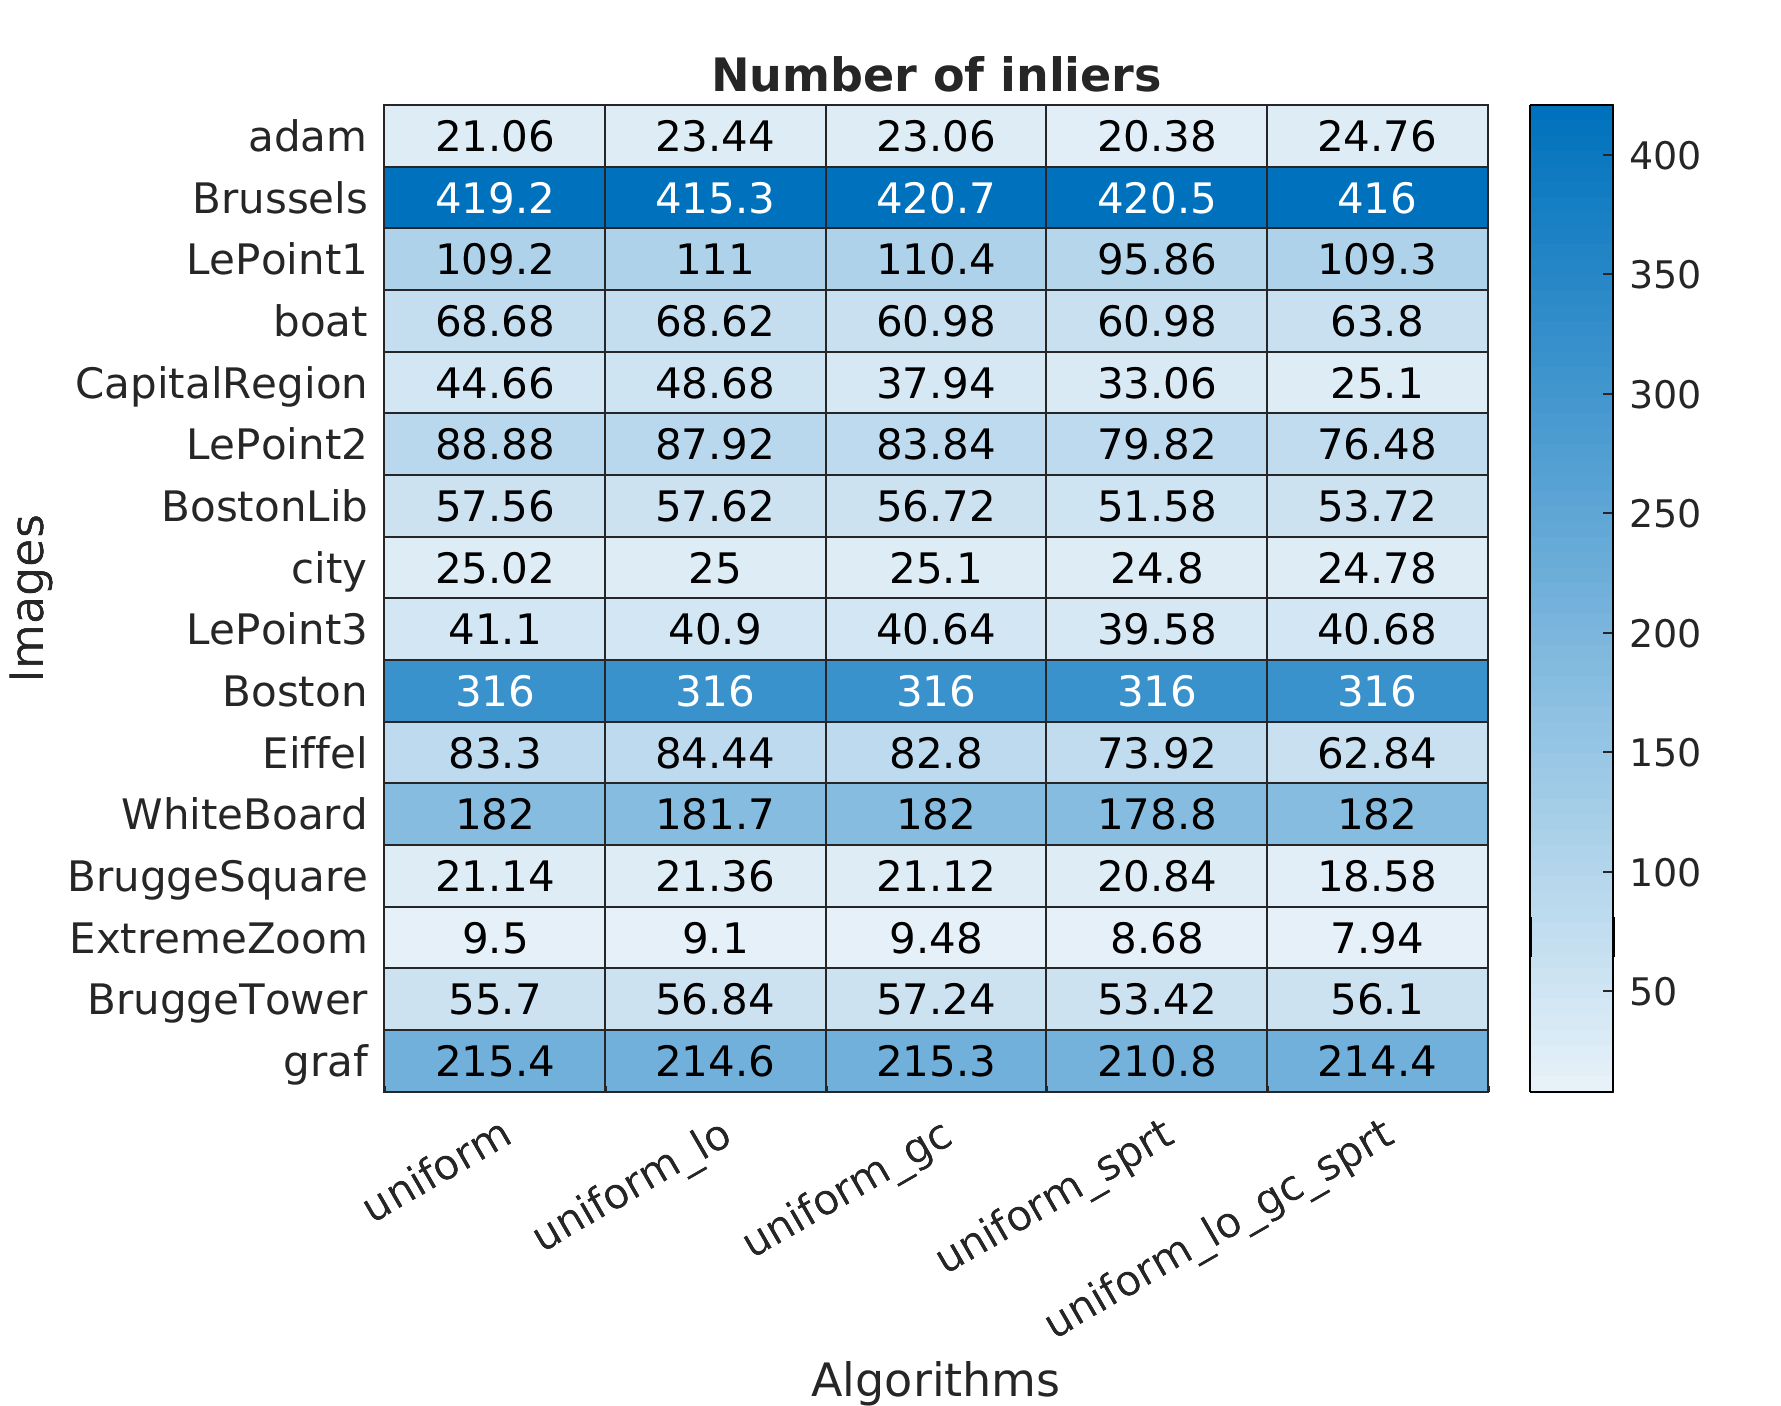 Number of inliers
adam 21.06 23.44 23.06 20.38 24.76
Brussels 419.2 415.3 420.7 420.5 416
LePoint1 109.2 111 110.4 95.86 109.3
boat 68.68 68.62 60.98 60.98 63.8
CapitalRegion 44.66 48.68 37.94 33.06 25.1
LePoint2 88.88 87.92 83.84 79.82 76.48
BostonLib 57.56 57.62 56.72 51.58 53.72
city 25.02 25 25.1 24.8 24.78
LePoint3 41.1 40.9 40.64 39.58 40.68
Boston 316 316 316 316 316
Eiffel 83.3 84.44 82.8 73.92 62.84
WhiteBoard 182 181.7 182 178.8 182
BruggeSquare 21.14 21.36 21.12 20.84 18.58
ExtremeZoom 9.5 9.1 9.48 8.68 7.94
BruggeTower 55.7 56.84 57.24 53.42 56.1
graf 215.4 214.6 215.3 210.8 214.4
uniform
uniform_lo
uniform_gc
uniform_sprt
uniform_lo_gc_sprt
Algorithms
Images
400
350
300
250
200
150
100
50